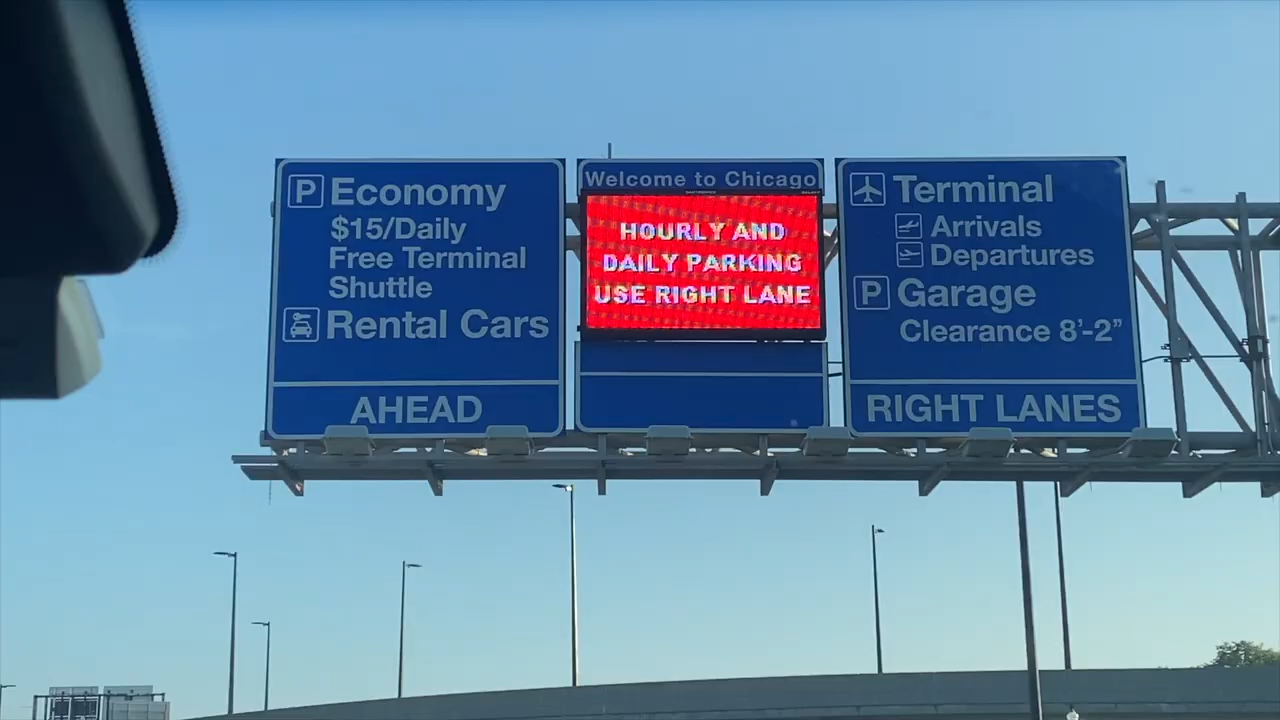 P Economy
$15/Daily
Free Terminal
Shuttle
Rental Cars
AHEAD
Welcome to Chicago
HOURLY AND
DAILY PARKING
USE RIGHT LANE
Terminal
Arrivals
Departures
P Garage
Clearance 8'-2"
RIGHT LANES